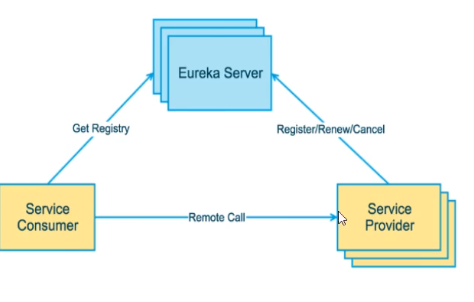 Eureka Server
Get Registry
Register/Renew/Cancel
Service
Consumer
Remote Call
Service
Provider